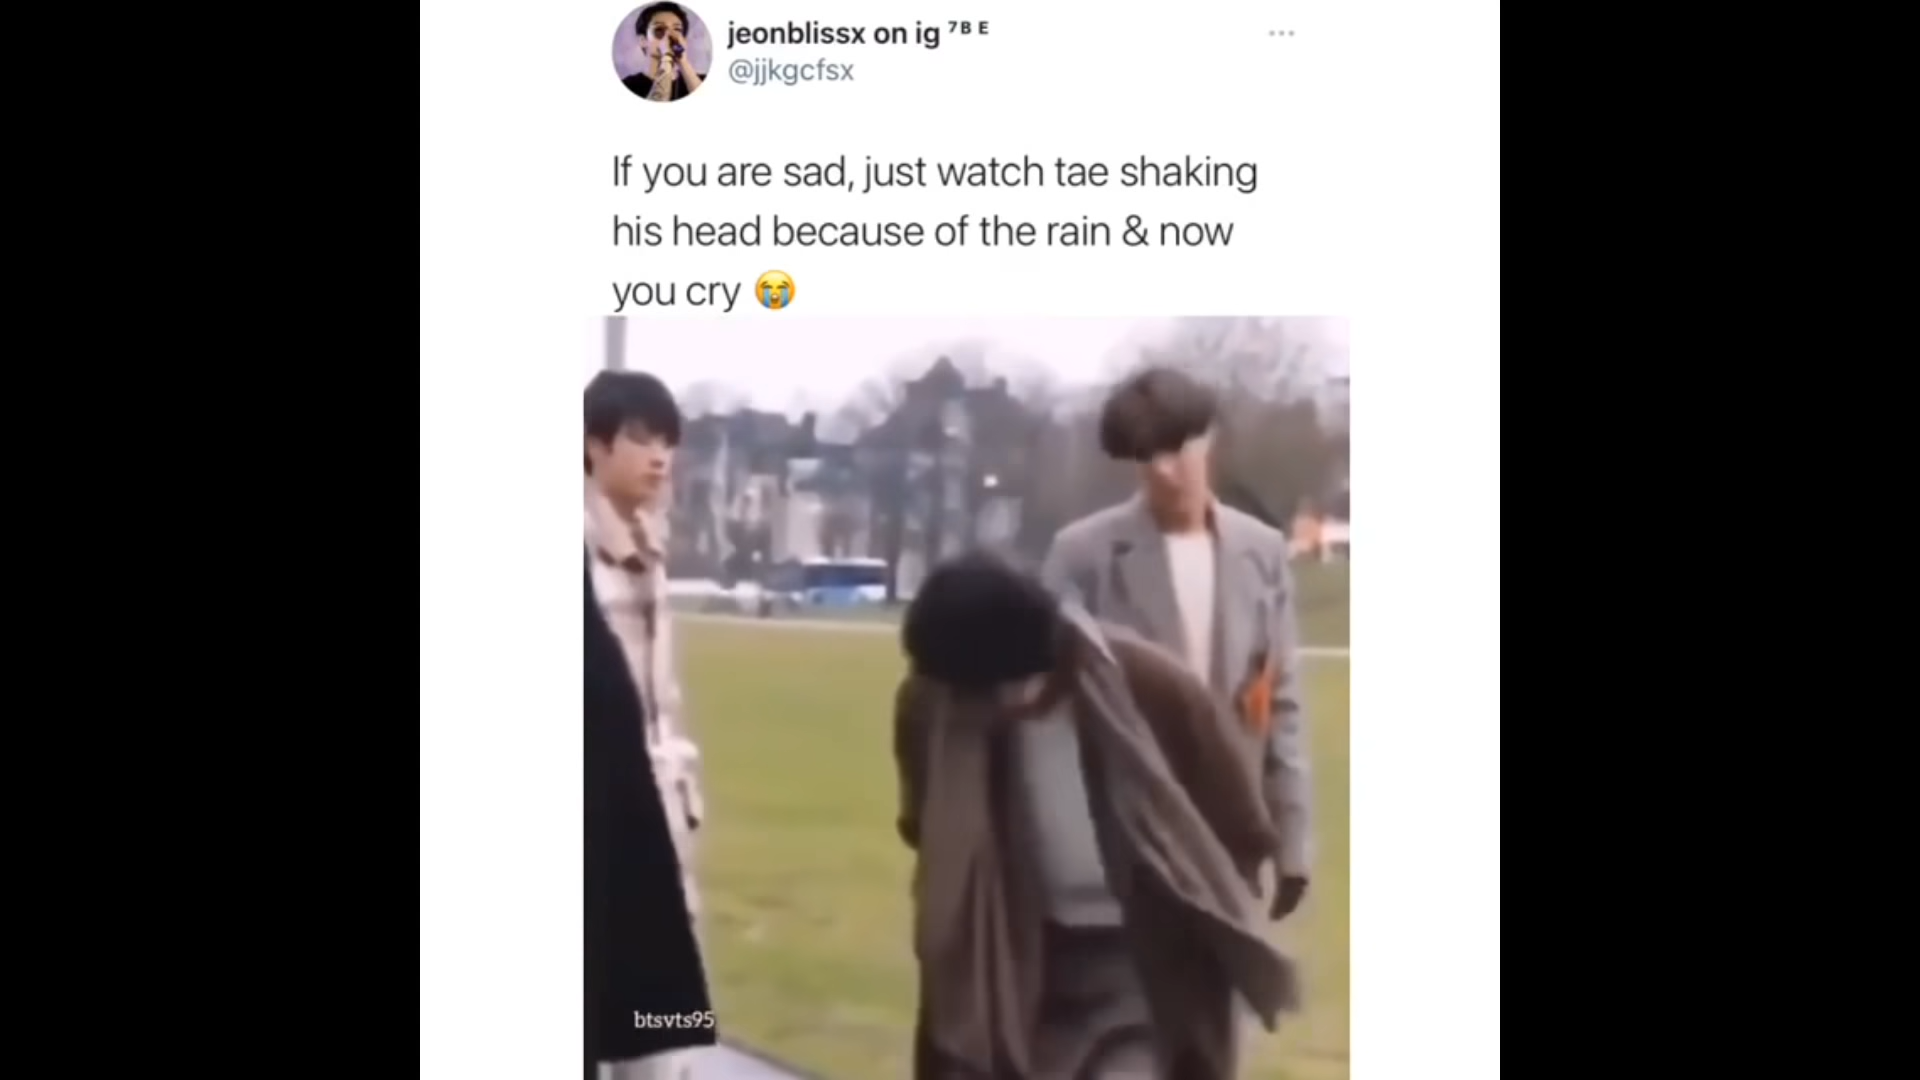 jeonblissx on ig ⁷ᴮ ᴱ
@jjkgcfsx
If you are sad, just watch tae shaking
his head because of the rain & now
you cry 😭
btsvts95